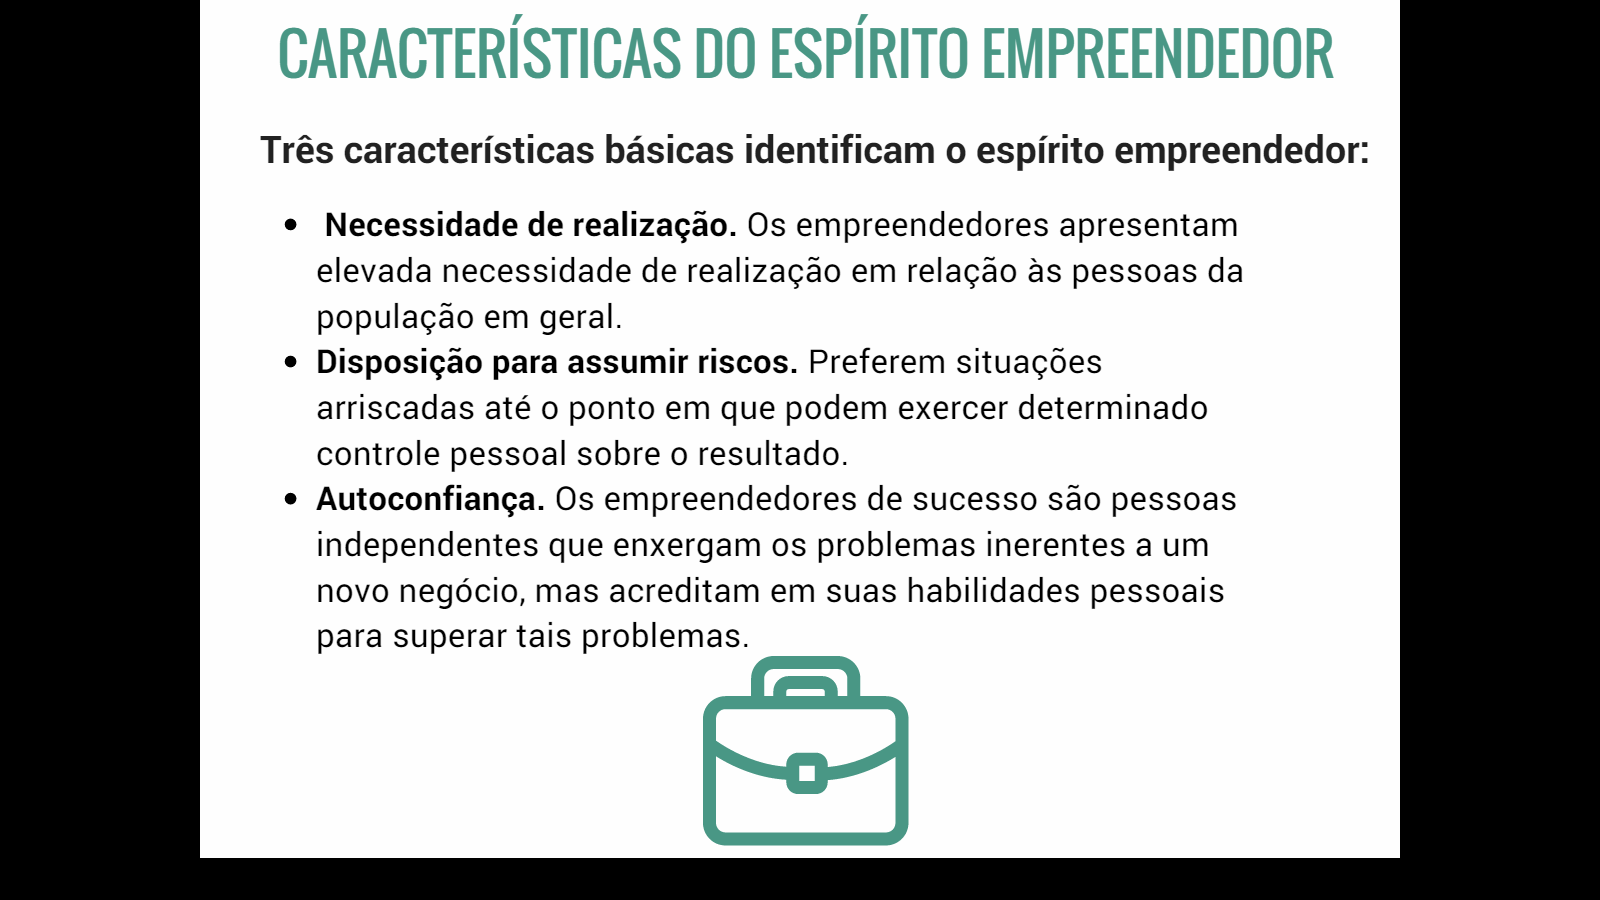 CARACTERÍSTICAS DO ESPÍRITO EMPREENDEDOR
Três características básicas identificam o espírito empreendedor:
• Necessidade de realização. Os empreendedores apresentam
elevada necessidade de realização em relação às pessoas da
população em geral.
• Disposição para assumir riscos. Preferem situações
arriscadas até o ponto em que podem exercer determinado
controle pessoal sobre o resultado.
• Autoconfiança. Os empreendedores de sucesso são pessoas
independentes que enxergam os problemas inerentes a um
novo negócio, mas acreditam em suas habilidades pessoais
para superar tais problemas.